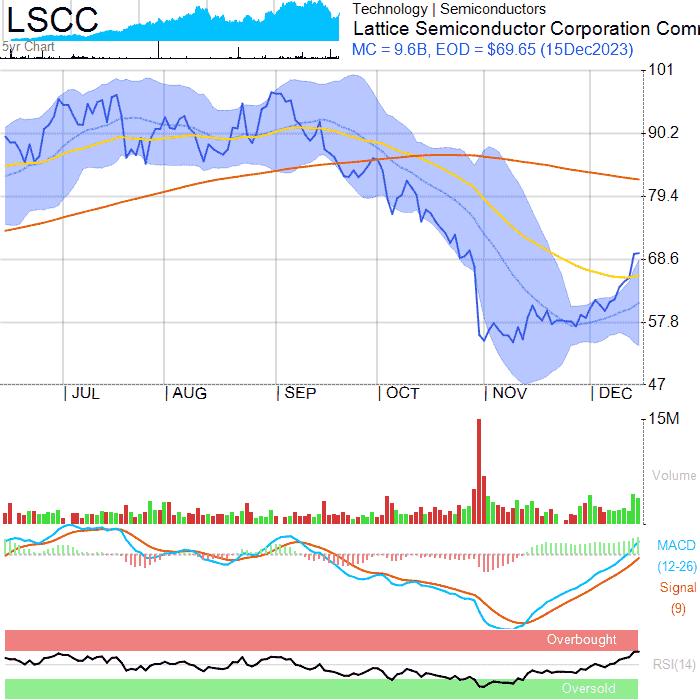 LSCC
5yr Chart
Technology | Semiconductors
Lattice Semiconductor Corporation Com
MC = 9.6B, EOD = $69.65 (15Dec2023)
101
90.2
79.4
68.6
57.8
47
JUL AUG SEP OCT NOV DEC
15M
Volume
MACD
(12-26)
Signal
(9)
Overbought
RSI(14)
Oversold